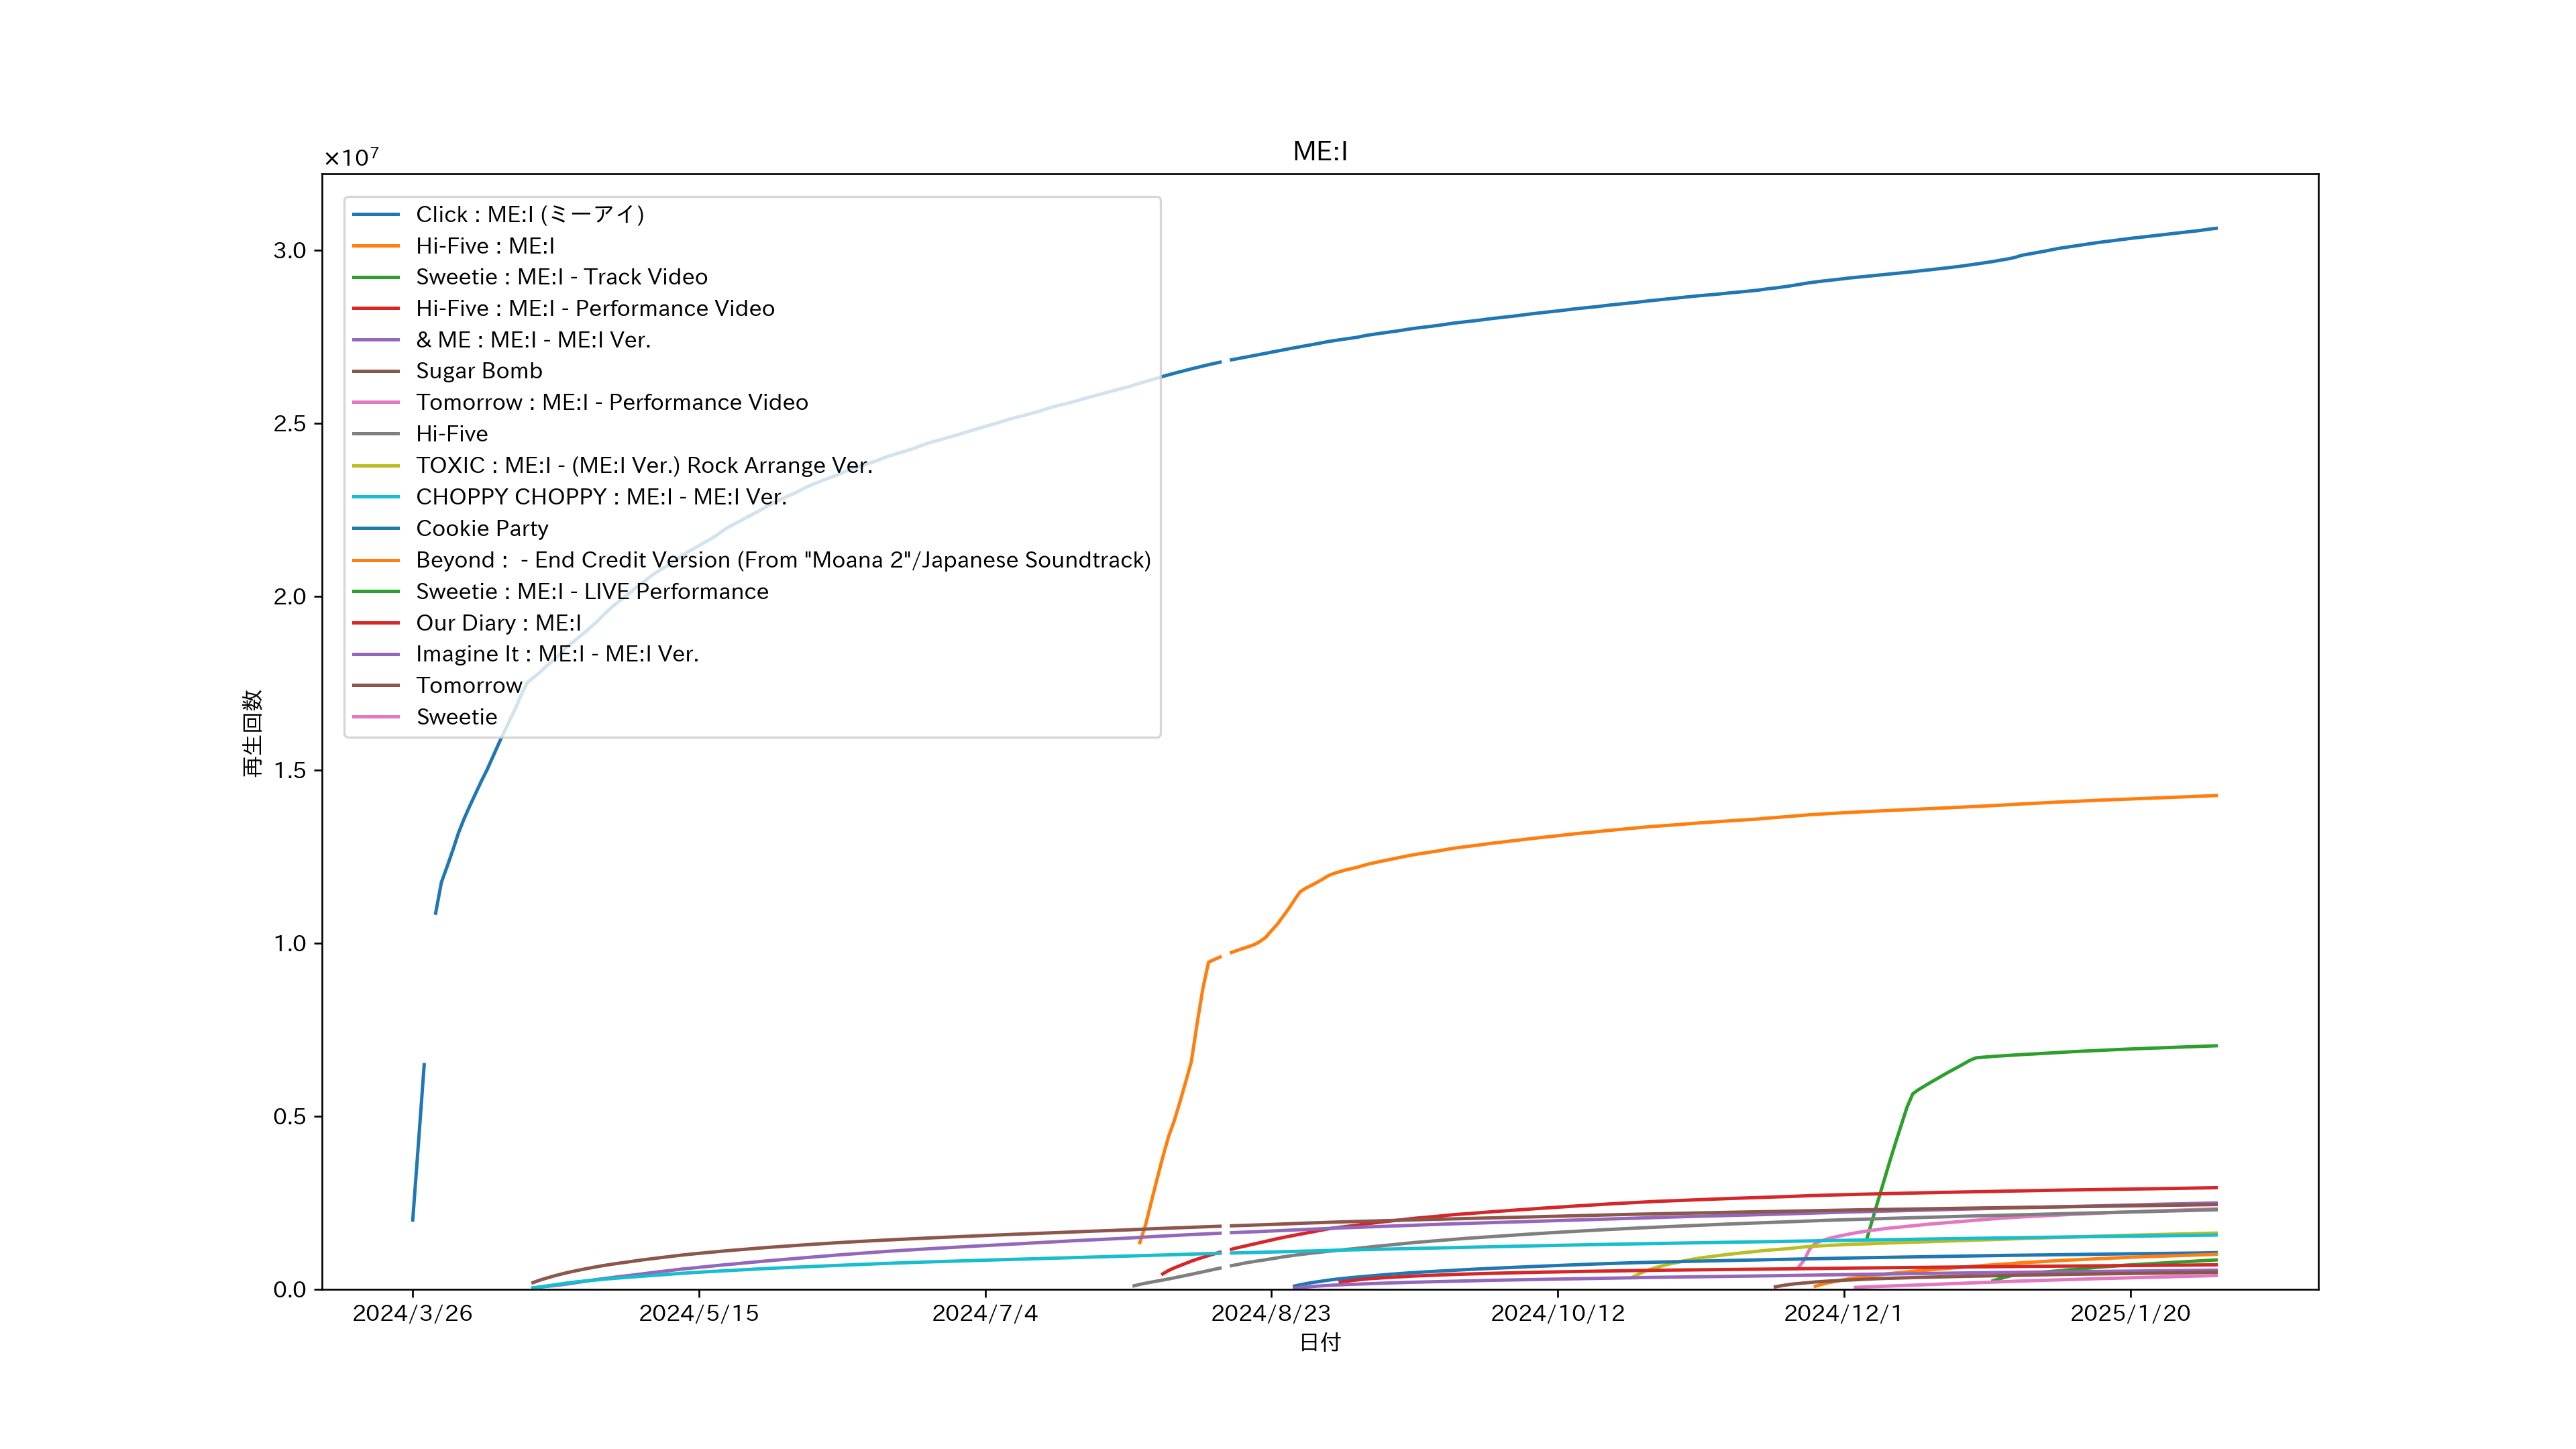 ME:I
×10⁷
Click : ME:I (ミーアイ)
Hi-Five : ME:I
Sweetie : ME:I - Track Video
Hi-Five : ME:I - Performance Video
& ME : ME:I - ME:I Ver.
Sugar Bomb
Tomorrow : ME:I - Performance Video
Hi-Five
TOXIC : ME:I - (ME:I Ver.) Rock Arrange Ver.
CHOPPY CHOPPY : ME:I - ME:I Ver.
Cookie Party
Beyond :  - End Credit Version (From "Moana 2"/Japanese Soundtrack)
Sweetie : ME:I - LIVE Performance
Our Diary : ME:I
Imagine It : ME:I - ME:I Ver.
Tomorrow
Sweetie
3.0
2.5
2.0
1.5
1.0
0.5
0.0
再生回数
2024/3/26 2024/5/15 2024/7/4 2024/8/23 2024/10/12 2024/12/1 2025/1/20
日付